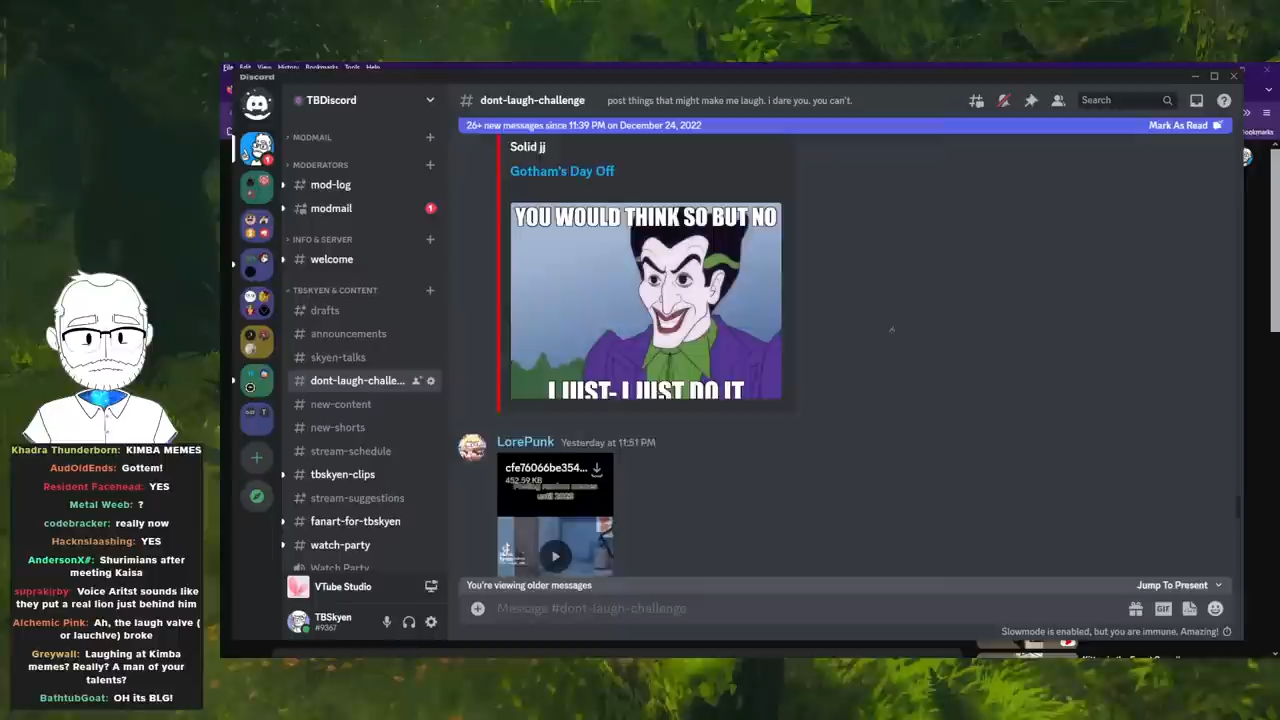 File Edit View History Bookmarks Tools Help
Discord
TBDiscord
# dont-laugh-challenge post things that might make me laugh. i dare you. you can't.
Search
26+ new messages since 11:39 PM on December 24, 2022
Mark As Read
MODMAIL
MODERATORS
mod-log
modmail
1
INFO & SERVER
welcome
TBSKYEN & CONTENT
drafts
announcements
skyen-talks
dont-laugh-challe...
new-content
new-shorts
stream-schedule
tbskyen-clips
stream-suggestions
fanart-for-tbskyen
watch-party
Watch Party
VTube Studio
TBSkyen
#9367
Solid jj
Gotham's Day Off
YOU WOULD THINK SO BUT NO
I JUST- I JUST DO IT
LorePunk Yesterday at 11:51 PM
cfe76066be354...
452.59 KB
You're viewing older messages
Jump To Present
Message #dont-laugh-challenge
GIF
Slowmode is enabled, but you are immune. Amazing!
Bookmarks
Khadra Thunderborn: KIMBA MEMES
AudOldEnds: Gottem!
Resident Facehead: YES
Metal Weeb: ?
codebracker: really now
Hacknslaashing: YES
AndersonX#: Shurimians after
meeting Kaisa
suprakirby: Voice Aritst sounds like
they put a real lion just behind him
Alchemic Pink: Ah, the laugh valve (
or lauchlve) broke
Greywall: Laughing at Kimba
memes? Really? A man of your
talents?
BathtubGoat: OH its BLG!